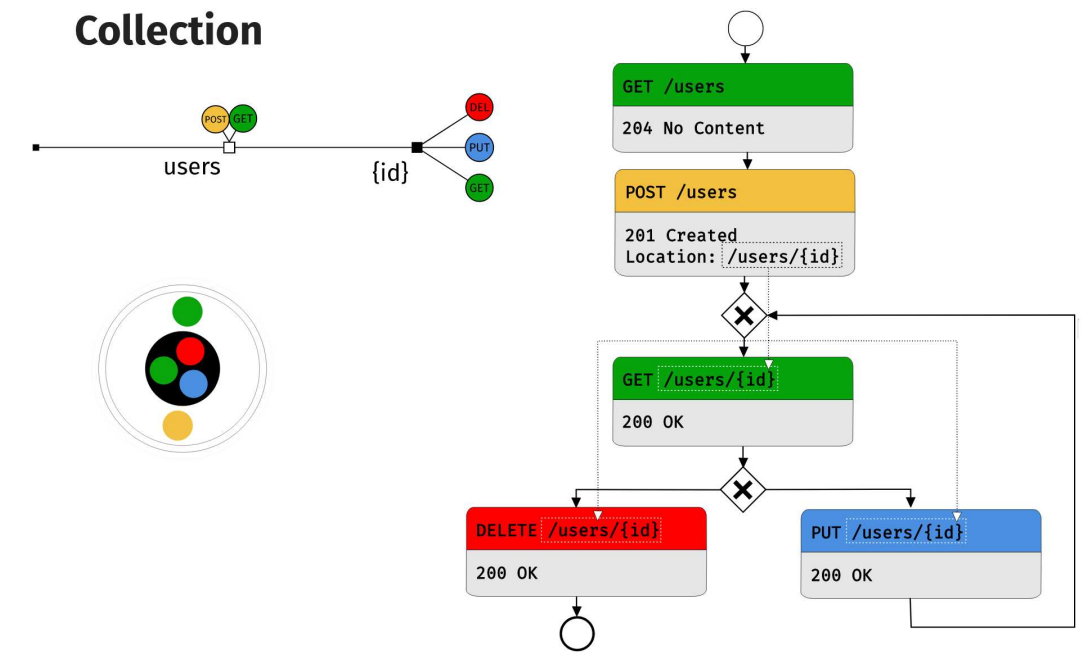 Collection
DEL
POST GET
PUT
users
{id}
GET
GET /users
204 No Content
POST /users
201 Created
Location: /users/{id}
GET /users/{id}
200 OK
DELETE /users/{id}
200 OK
PUT /users/{id}
200 OK